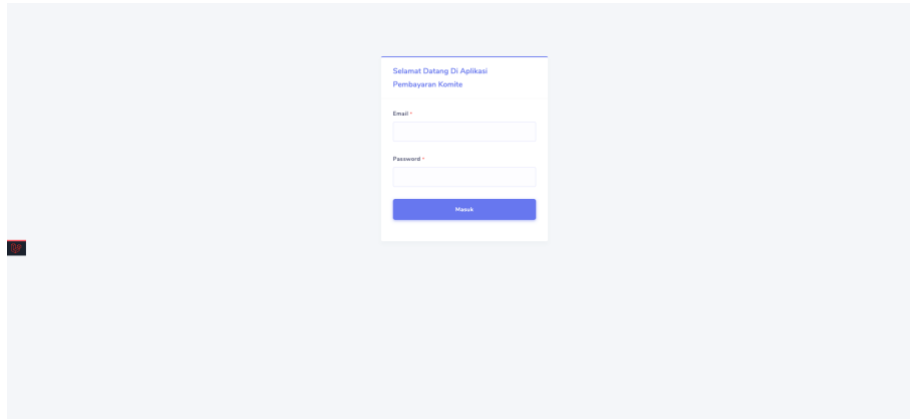 Selamat Datang Di Aplikasi
Pembayaran Komite
Email *
Password *
Masuk